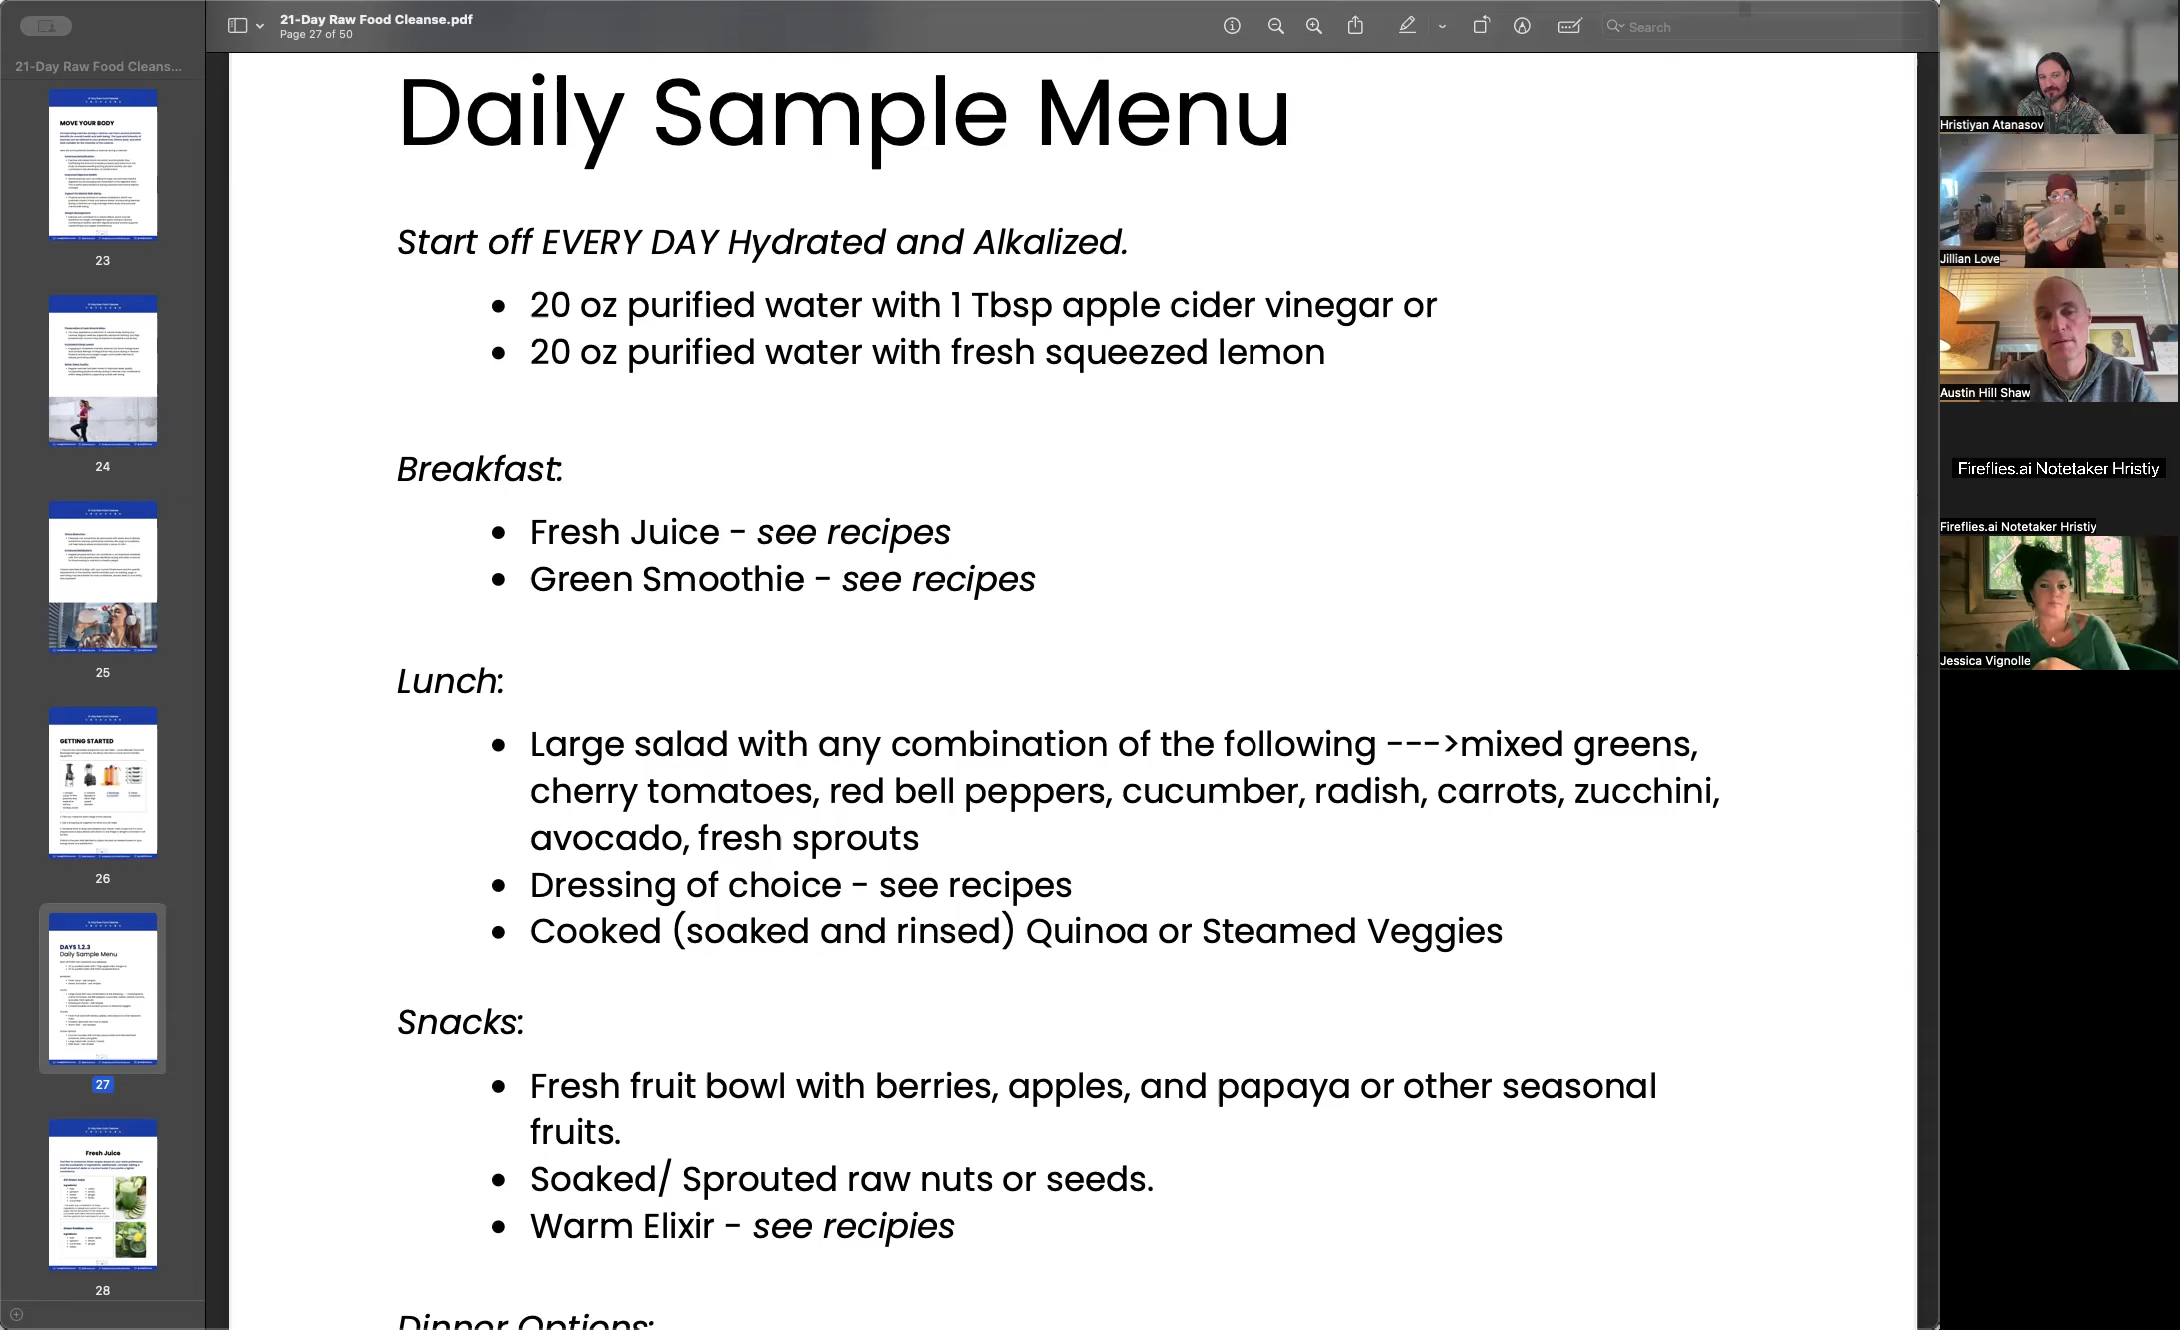 21-Day Raw Food Cleanse.pdf
Page 27 of 50
Search
21-Day Raw Food Cleans...
MOVE YOUR BODY
23
24
25
GETTING STARTED
26
DAYS 1,2,3
Daily Sample Menu
27
Fresh Juice
28
Daily Sample Menu
Start off EVERY DAY Hydrated and Alkalized.
• 20 oz purified water with 1 Tbsp apple cider vinegar or
• 20 oz purified water with fresh squeezed lemon
Breakfast:
• Fresh Juice - see recipes
• Green Smoothie - see recipes
Lunch:
• Large salad with any combination of the following --->mixed greens,
cherry tomatoes, red bell peppers, cucumber, radish, carrots, zucchini,
avocado, fresh sprouts
• Dressing of choice - see recipes
• Cooked (soaked and rinsed) Quinoa or Steamed Veggies
Snacks:
• Fresh fruit bowl with berries, apples, and papaya or other seasonal
fruits.
• Soaked/ Sprouted raw nuts or seeds.
• Warm Elixir - see recipies
Dinner Options:
Hristiyan Atanasov
Jillian Love
Austin Hill Shaw
Fireflies.ai Notetaker Hristiy
Fireflies.ai Notetaker Hristiy
Jessica Vignolle